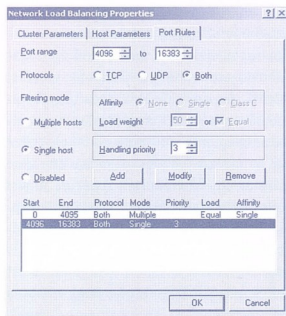 Network Load Balancing Properties ? X
Cluster Parameters Host Parameters Port Rules
Port range 4096 to 16383
Protocols TCP UDP Both
Filtering mode
Affinity None Single Class C
Multiple hosts Load weight 50 or Equal
Single host Handling priority 3
Disabled Add Modify Remove
Start End Protocol Mode Priority Load Affinity
0 4095 Both Multiple Equal Single
4096 16383 Both Single 3
OK Cancel